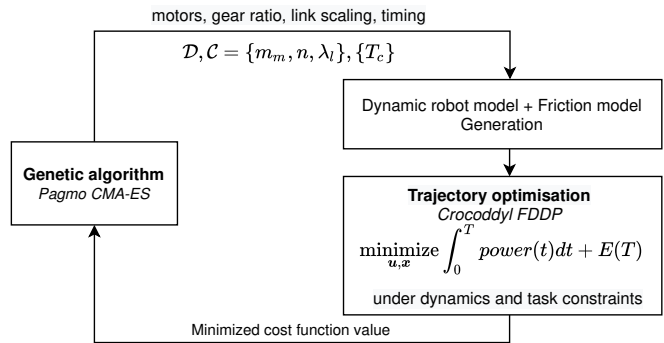 motors, gear ratio, link scaling, timing
𝒟, 𝒞 = {m_m, n, λ_l}, {T_c}
Dynamic robot model + Friction model
Generation
Genetic algorithm
Pagmo CMA-ES
Trajectory optimisation
Crocoddyl FDDP
minimize_{u,x} ∫_0^T power(t)dt + E(T)
under dynamics and task constraints
Minimized cost function value